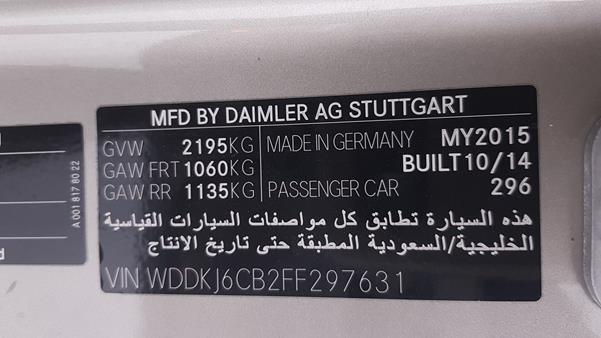 MFD BY DAIMLER AG STUTTGART
GVW 2195KG MADE IN GERMANY MY2015
GAW FRT 1060KG BUILT10/14
GAW RR 1135KG PASSENGER CAR 296
هذه السيارة تطابق كل مواصفات السيارات القياسية
الخليجية/السعودية المطبقة حتى تاريخ الانتاج
VIN WDDKJ6CB2FF297631
A 001 817 80 22